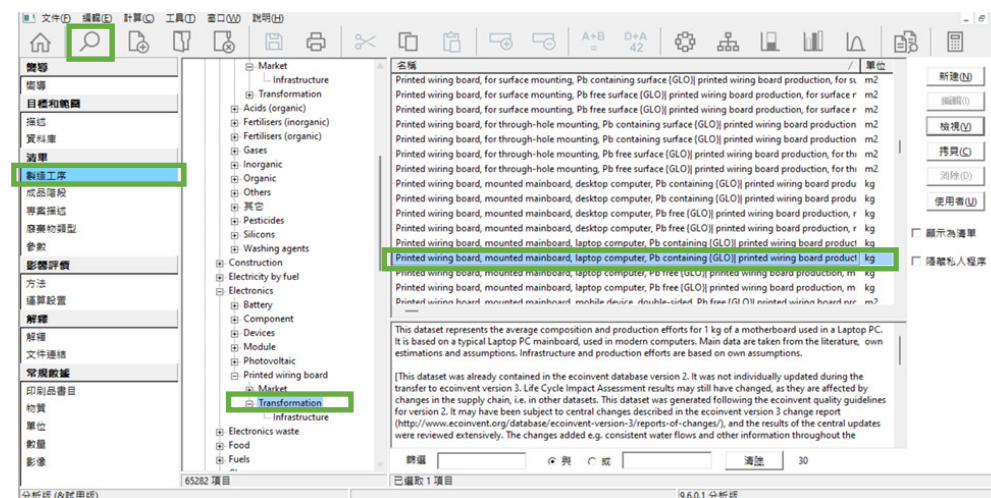 文件(F) 編輯(E) 計算(C) 工具(T) 窗口(W) 說明(H)
A+B
=
D+A
42
嚮導
嚮導
目標和範圍
描述
資料庫
清單
製造工序
成品階段
專案描述
廢棄物類型
參數
影響評價
方法
運算設置
解釋
解釋
文件連結
常規數據
印刷品書目
物質
單位
數量
影像
Market
Infrastructure
Transformation
Acids (organic)
Fertilisers (inorganic)
Fertilisers (organic)
Gases
Inorganic
Organic
Others
其它
Pesticides
Silicons
Washing agents
Construction
Electricity by fuel
Electronics
Battery
Component
Devices
Module
Photovoltaic
Printed wiring board
Market
Transformation
Infrastructure
Electronics waste
Food
Fuels
名稱 / 單位
Printed wiring board, for surface mounting, Pb containing surface {GLO}| printed wiring board production, for su m2
Printed wiring board, for surface mounting, Pb free surface {GLO}| printed wiring board production, for surface r m2
Printed wiring board, for surface mounting, Pb free surface {GLO}| printed wiring board production, for surface r m2
Printed wiring board, for through-hole mounting, Pb containing surface {GLO}| printed wiring board production m2
Printed wiring board, for through-hole mounting, Pb containing surface {GLO}| printed wiring board production m2
Printed wiring board, for through-hole mounting, Pb free surface {GLO}| printed wiring board production, for thi m2
Printed wiring board, for through-hole mounting, Pb free surface {GLO}| printed wiring board production, for thi m2
Printed wiring board, mounted mainboard, desktop computer, Pb containing {GLO}| printed wiring board produ kg
Printed wiring board, mounted mainboard, desktop computer, Pb containing {GLO}| printed wiring board produ kg
Printed wiring board, mounted mainboard, desktop computer, Pb free {GLO}| printed wiring board production, r kg
Printed wiring board, mounted mainboard, desktop computer, Pb free {GLO}| printed wiring board production, r kg
Printed wiring board, mounted mainboard, laptop computer, Pb containing {GLO}| printed wiring board product kg
Printed wiring board, mounted mainboard, laptop computer, Pb containing {GLO}| printed wiring board product kg
Printed wiring board, mounted mainboard, laptop computer, Pb free {GLO}| printed wiring board production, m kg
Printed wiring board, mounted mainboard, laptop computer, Pb free {GLO}| printed wiring board production, m kg
Printed wiring board, mounted mainboard, mobile device, double-sided, Pb free {GLO}| printed wiring board pro m2
This dataset represents the average composition and production efforts for 1 kg of a motherboard used in a Laptop PC.
It is based on a typical Laptop PC mainboard, used in modern computers. Main data are taken from the literature, own
estimations and assumptions. Infrastructure and production efforts are based on own assumptions.
[This dataset was already contained in the ecoinvent database version 2. It was not individually updated during the
transfer to ecoinvent version 3. Life Cycle Impact Assessment results may still have changed, as they are affected by
changes in the supply chain, i.e. in other datasets. This dataset was generated following the ecoinvent quality guidelines
for version 2. It may have been subject to central changes described in the ecoinvent version 3 change report
(http://www.ecoinvent.org/database/ecoinvent-version-3/reports-of-changes/), and the results of the central updates
were reviewed extensively. The changes added e.g. consistent water flows and other information throughout the
篩選 與 或 清除 30
新建(N)
編輯(I)
檢視(V)
拷貝(C)
消除(D)
使用者(U)
顯示為清單
隱藏私人程序
65282 項目 已選取 1 項目
分析版 (&試用版) 9.6.0.1 分析版